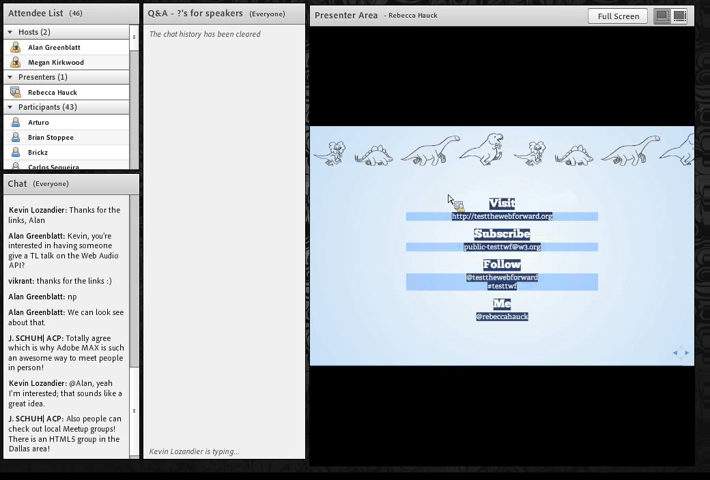 Attendee List (46)
Hosts (2)
Alan Greenblatt
Megan Kirkwood
Presenters (1)
Rebecca Hauck
Participants (43)
Arturo
Brian Stoppee
Brickz
Carlos Sequeira
Chat (Everyone)
Kevin Lozandier: Thanks for the
links, Alan
Alan Greenblatt: Kevin, you're
interested in having someone
give a TL talk on the Web Audio
API?
vikrant: thanks for the links :)
Alan Greenblatt: np
Alan Greenblatt: We can look see
about that.
J. SCHUH| ACP: Totally agree
which is why Adobe MAX is such
an awesome way to meet people
in person!
Kevin Lozandier: @Alan, yeah
I'm interested; that sounds like a
great idea.
J. SCHUH| ACP: Also people can
check out local Meetup groups!
There is an HTML5 group in the
Dallas area!
Q&A - ?'s for speakers (Everyone)
The chat history has been cleared
Kevin Lozandier is typing...
Presenter Area - Rebecca Hauck
Full Screen
Visit
http://testthewebforward.org
Subscribe
public-testtwf@w3.org
Follow
@testthewebforward
#testtwf
Me
@rebeccahauck